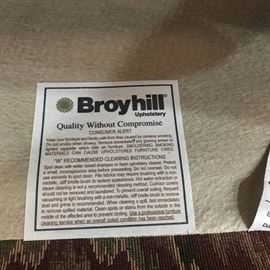 Broyhill®
Upholstery
Quality Without Compromise
CONSUMER ALERT
Keep your furniture and family safe from fires caused by careless smoking.
Do not smoke when drowsy. Remove immediately any glowing ember or
lighted cigarette which falls on furniture. SMOLDERING SMOKING
MATERIALS CAN CAUSE UPHOLSTERED FURNITURE FIRES.
"W" RECOMMENDED CLEANING INSTRUCTIONS
Spot clean with water based shampoo or foam upholstery cleaner. Pretest
a small, inconspicuous area before proceeding. Do not over wet. Do not
use solvents to spot clean. Pile fabrics may require brushing with a non-
metallic, stiff bristle brush to restore appearance. Hot water extraction or
steam cleaning is not a recommended cleaning method. Cushion covers
should not be removed and laundered. To prevent overall soiling, frequent
vacuuming or light brushing with a non-metallic, stiff bristle brush to remove
dust and grime is recommended. When cleaning a spill, blot immediately
to remove spilled material. Clean spots or stains from the outside to the
middle of the affected area to prevent circling. Use a professional furniture
cleaning service when an overall soiled condition has been reached.